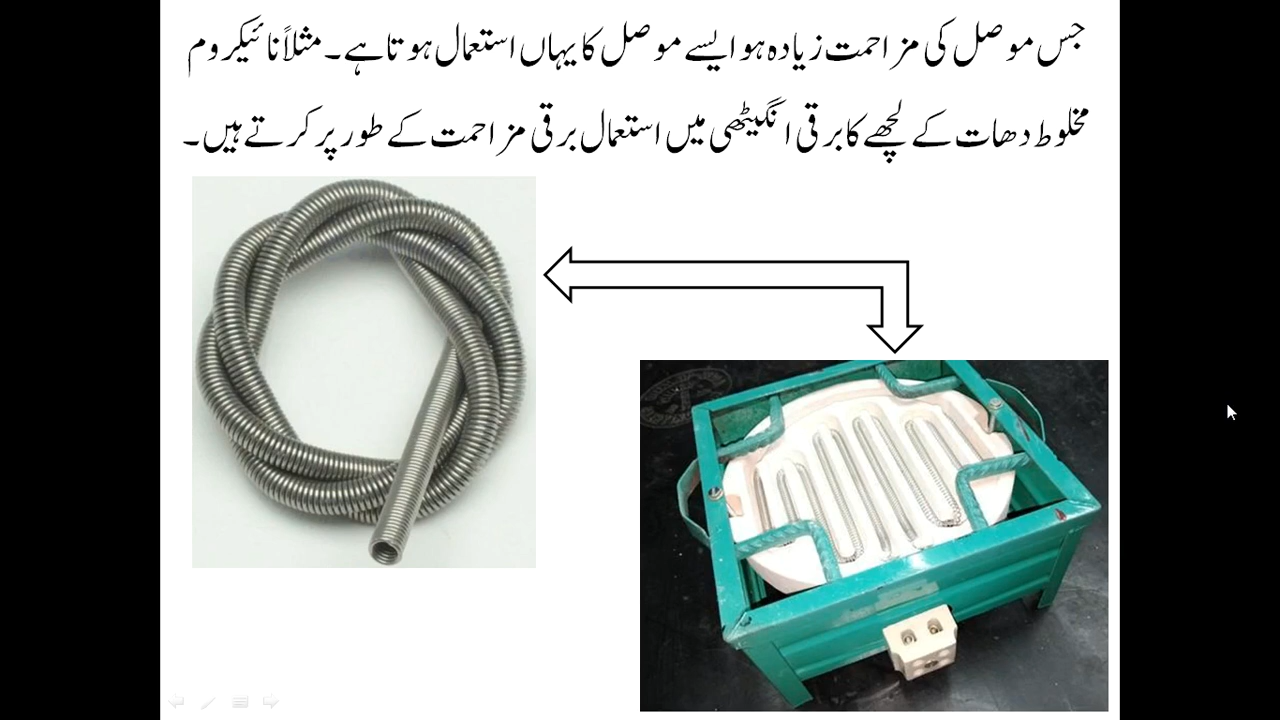 جس موصل کی مزاحمت زیادہ ہو ایسے موصل کا یہاں استعمال ہوتا ہے۔ مثلاً نائیکروم
مخلوط دھات کے لچھے کا برقی انگیٹھی میں استعمال برقی مزاحمت کے طور پر کرتے ہیں۔